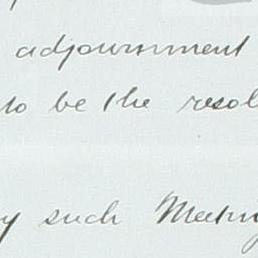 adjournment
to be the resol
y such Meeting